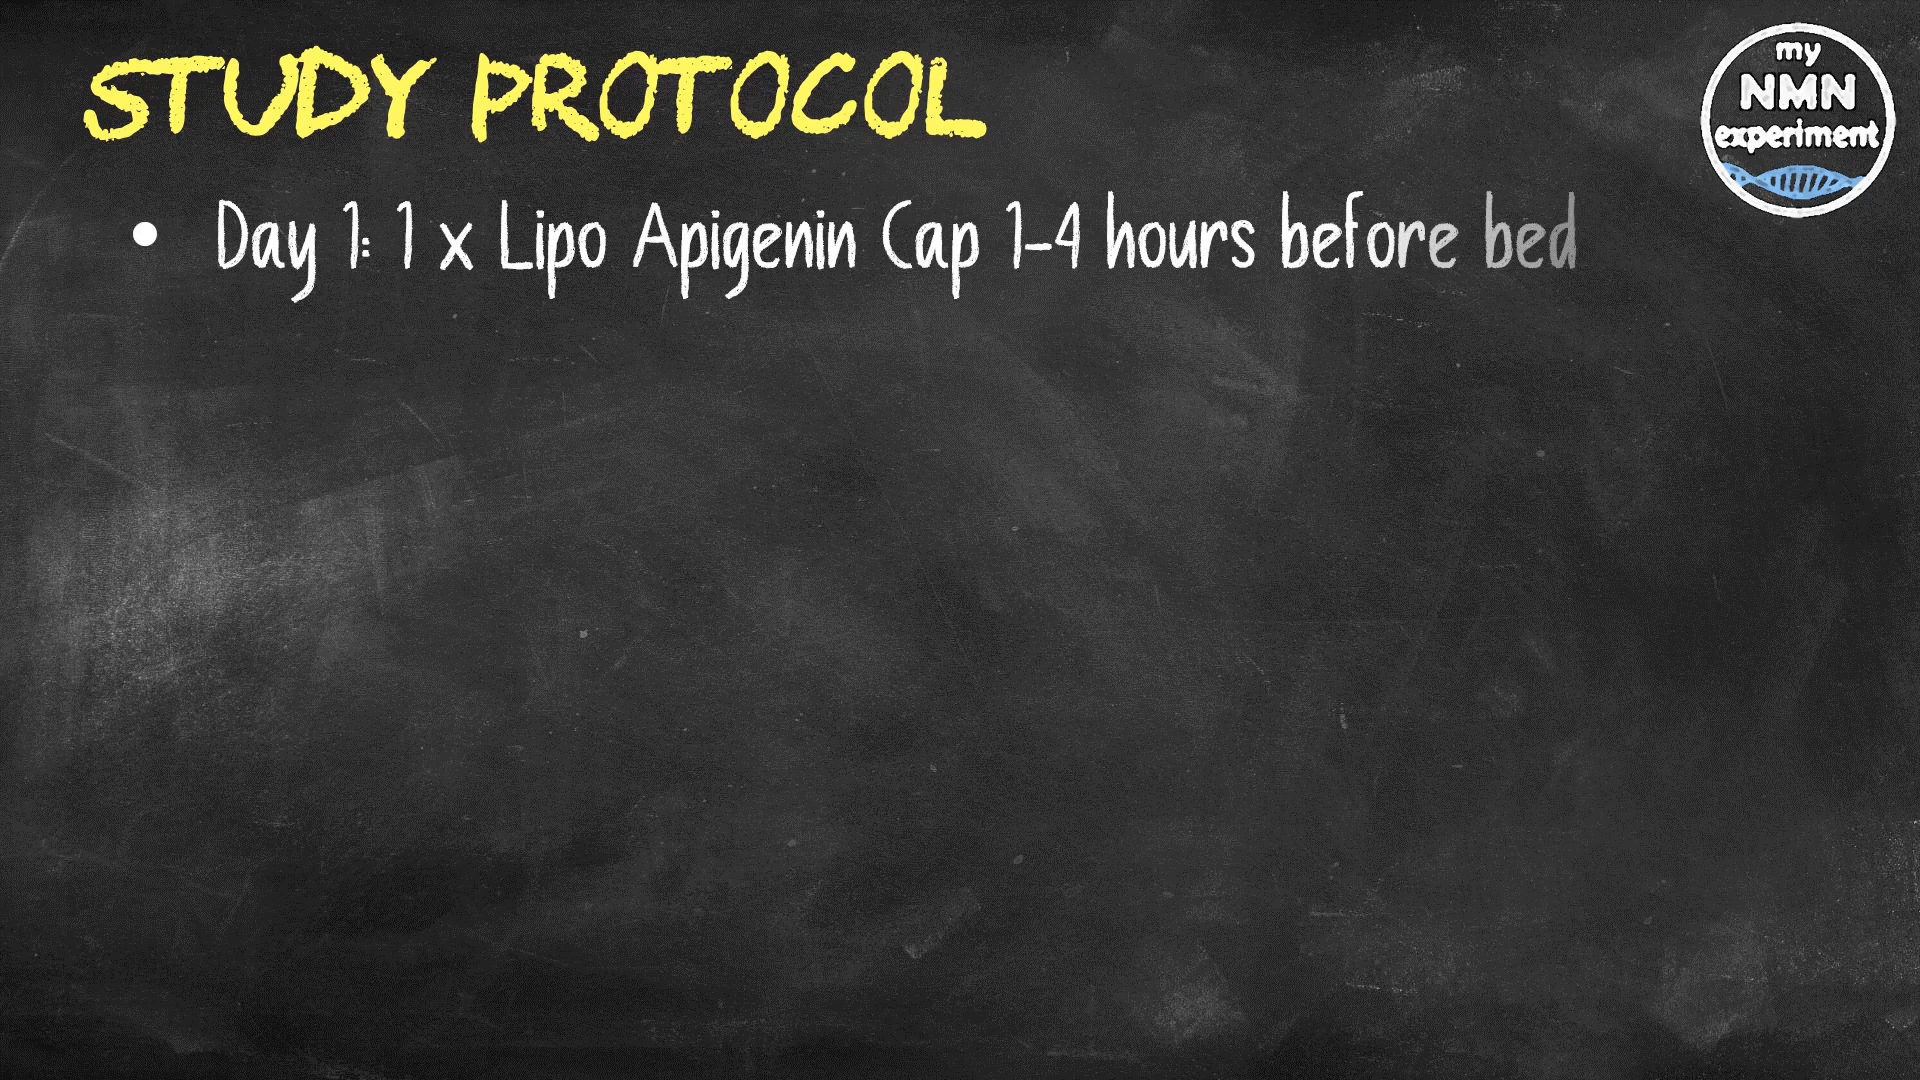 STUDY PROTOCOL
my
NMN
experiment
• Day 1: 1 x Lipo Apigenin Cap 1-4 hours before bed